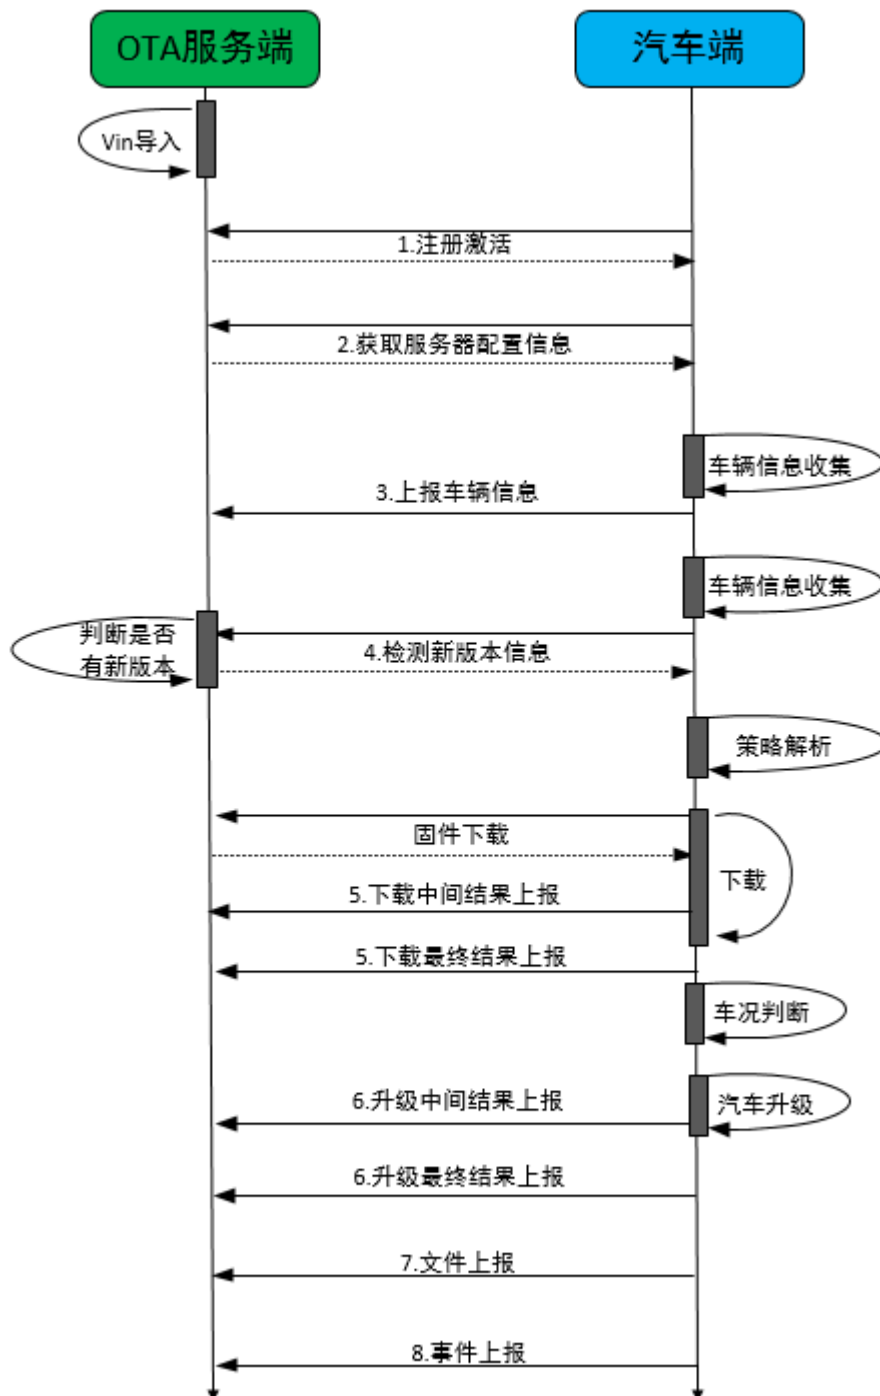 OTA服务端
汽车端
Vin导入
1.注册激活
2.获取服务器配置信息
车辆信息收集
3.上报车辆信息
车辆信息收集
判断是否
有新版本
4.检测新版本信息
策略解析
固件下载
下载
5.下载中间结果上报
5.下载最终结果上报
车况判断
6.升级中间结果上报
汽车升级
6.升级最终结果上报
7.文件上报
8.事件上报